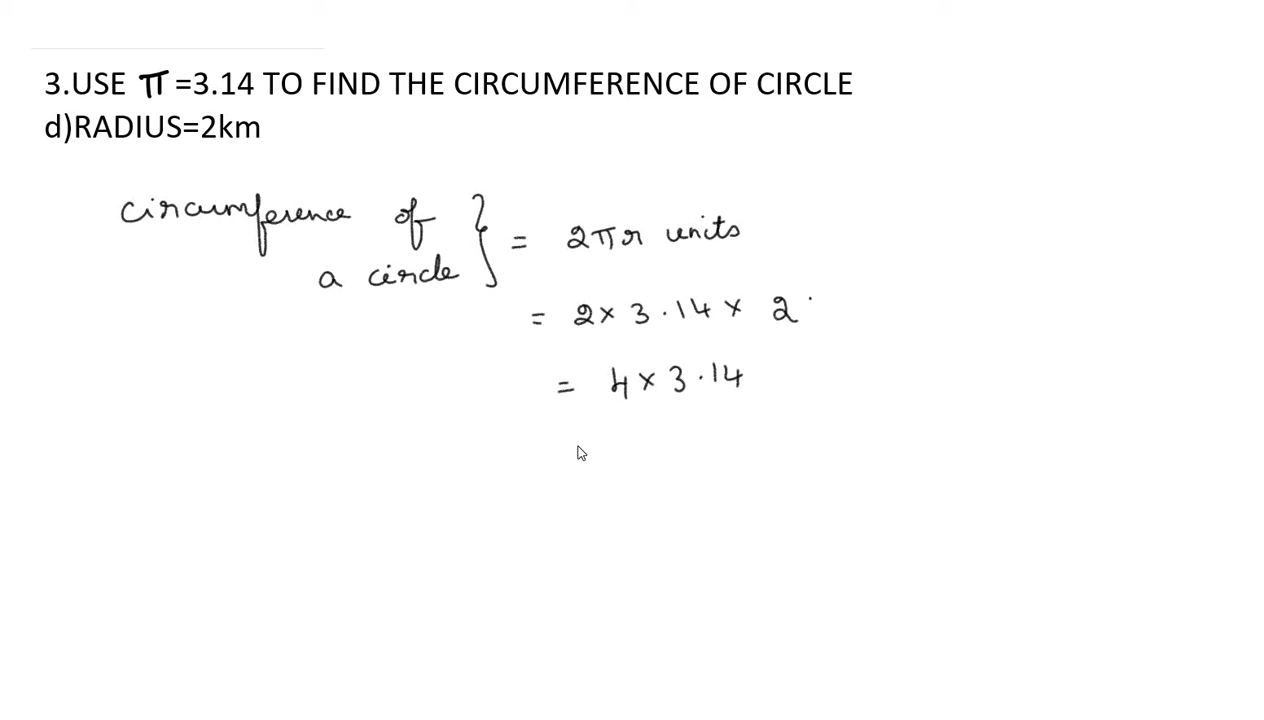 3.USE π =3.14 TO FIND THE CIRCUMFERENCE OF CIRCLE
d)RADIUS=2km
circumference of
a circle } = 2πr units
= 2 × 3.14 × 2
= 4 × 3.14